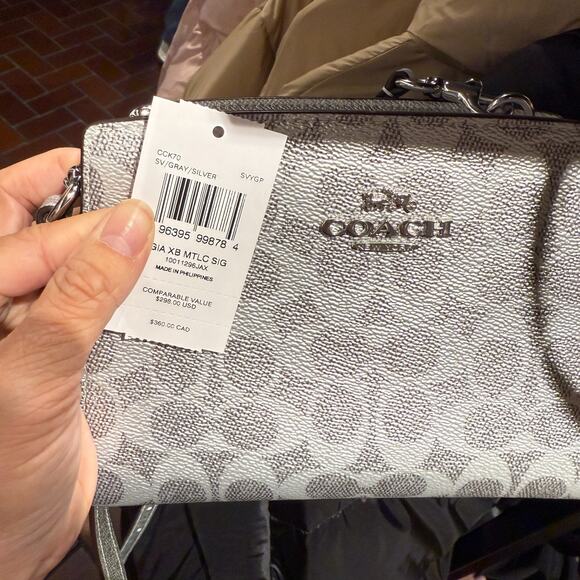 CCK70
SV/GRAY/SILVER SVYGP
96395 99878 4
GIA XB MTLC SIG
10011296JAX
MADE IN PHILIPPINES
COMPARABLE VALUE
$298.00 USD
$360.00 CAD
COACH